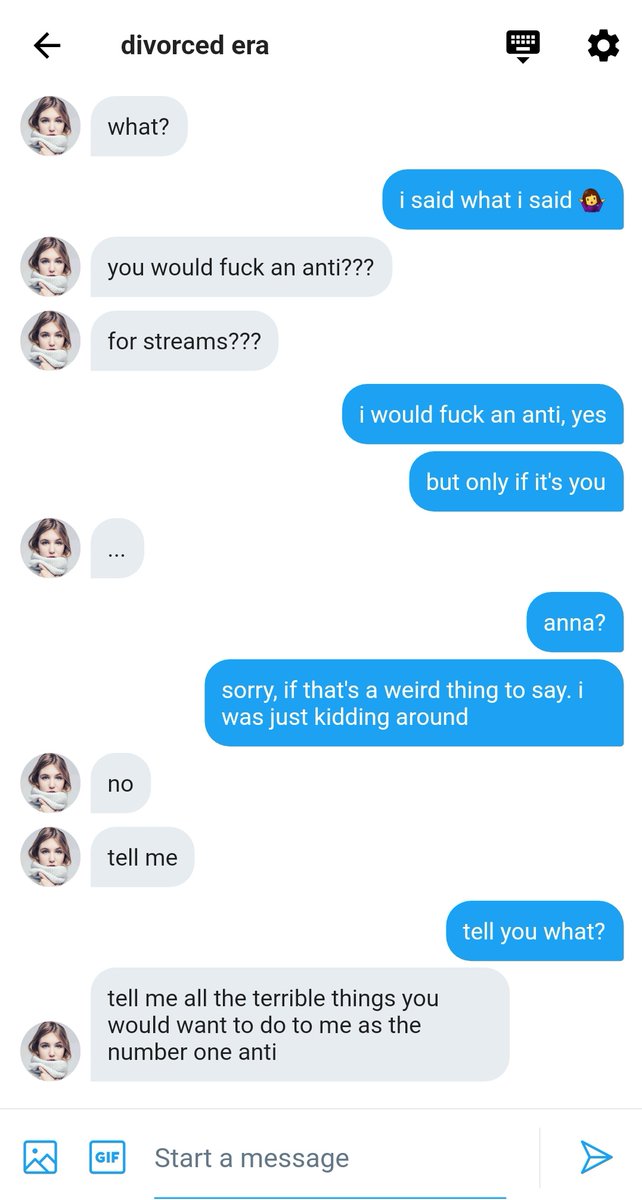 divorced era
what?
i said what i said 🤷‍♀️
you would fuck an anti???
for streams???
i would fuck an anti, yes
but only if it's you
...
anna?
sorry, if that's a weird thing to say. i
was just kidding around
no
tell me
tell you what?
tell me all the terrible things you
would want to do to me as the
number one anti
GIF
Start a message